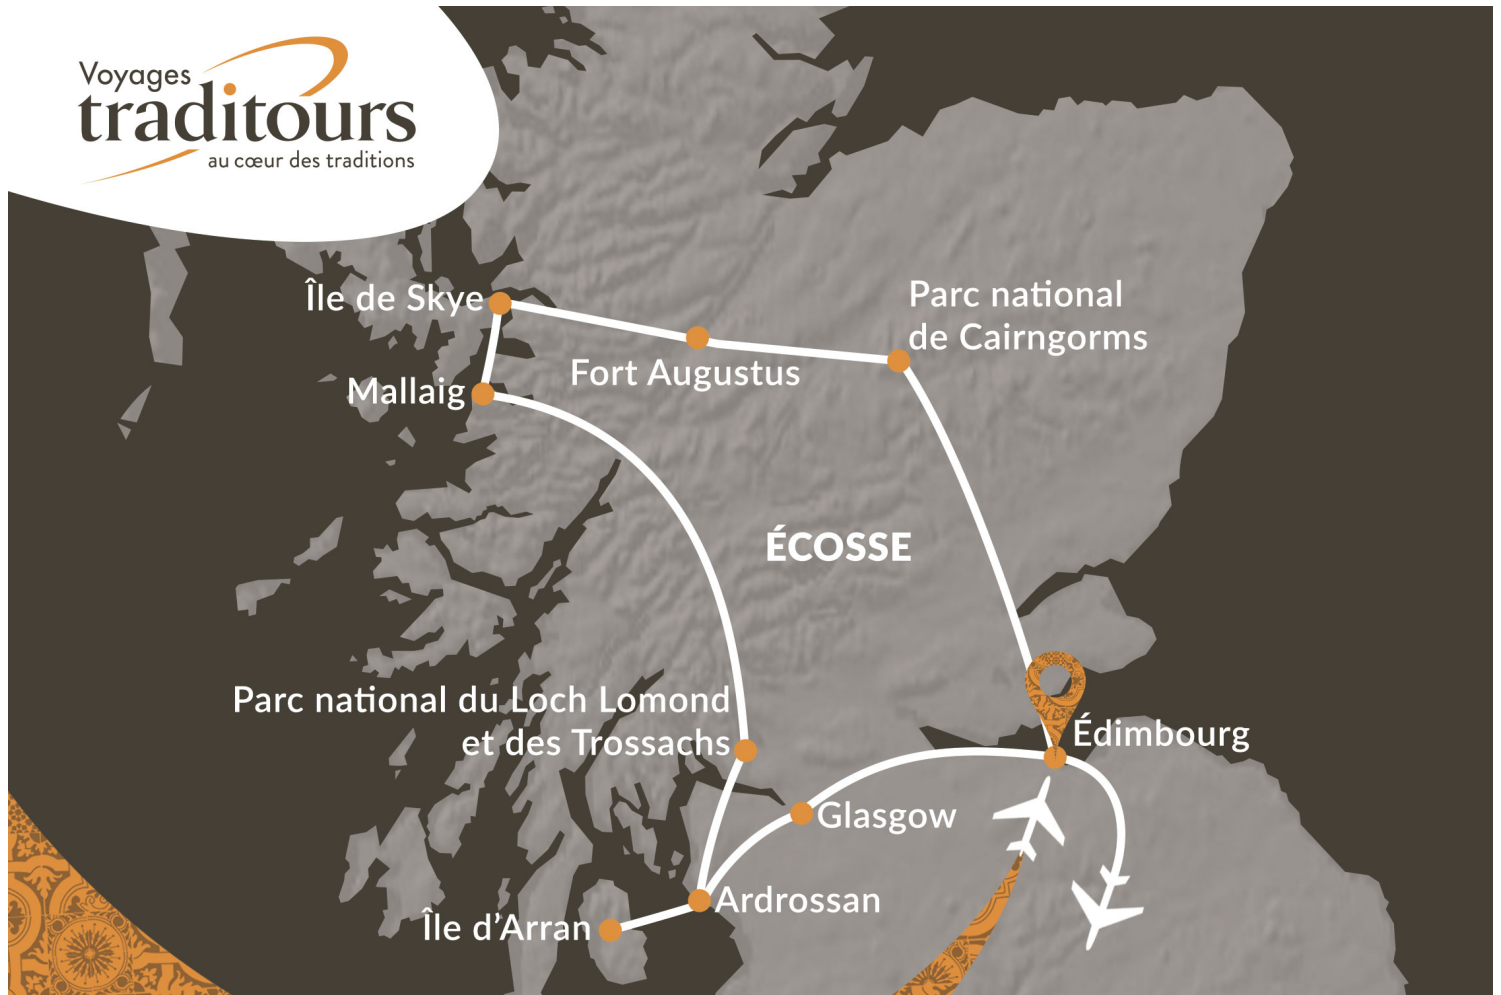 Voyages
traditours
au cœur des traditions
Parc national
de Cairngorms
Île de Skye
Fort Augustus
Mallaig
ÉCOSSE
Parc national du Loch Lomond
et des Trossachs
Édimbourg
Glasgow
Ardrossan
Île d’Arran